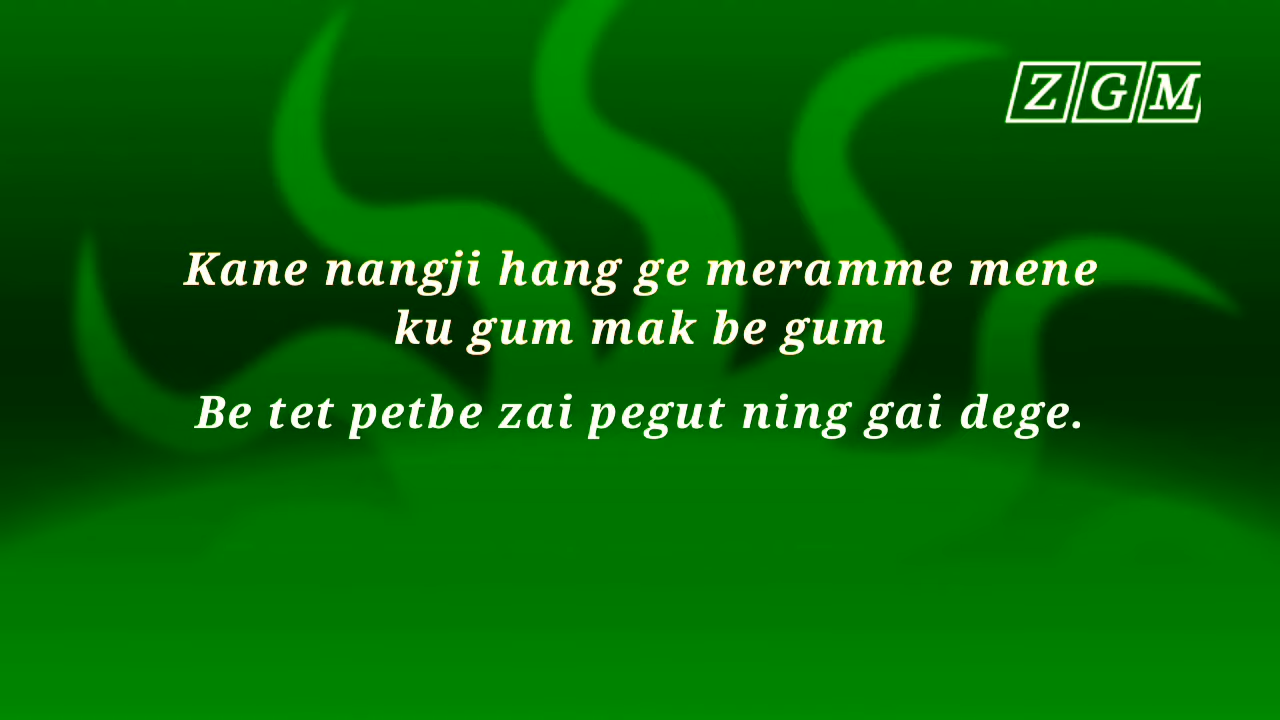 ZGM
Kane nangji hang ge meramme mene
ku gum mak be gum
Be tet petbe zai pegut ning gai dege.